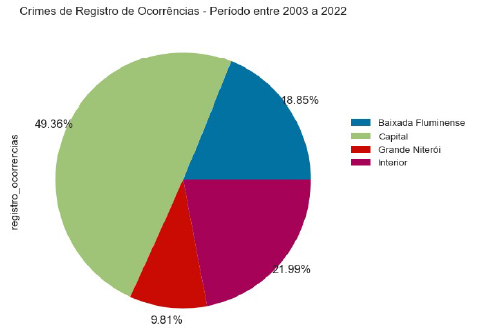 Crimes de Registro de Ocorrências - Período entre 2003 a 2022
18.85%
49.36%
registro_ocorrencias
9.81%
21.99%
Baixada Fluminense
Capital
Grande Niterói
Interior